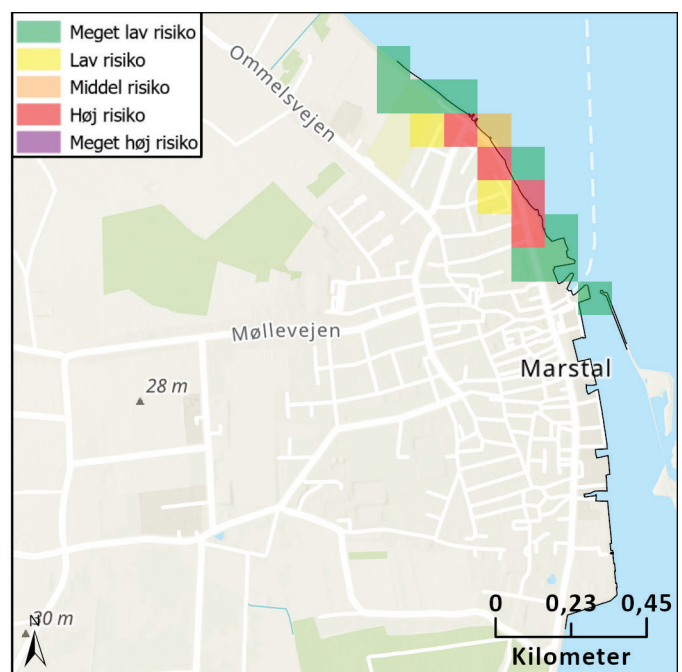 Meget lav risiko
Lav risiko
Middel risiko
Høj risiko
Meget høj risiko
Ommelsvejen
Møllevejen
Marstal
28 m
30 m
N
0 0,23 0,45
Kilometer